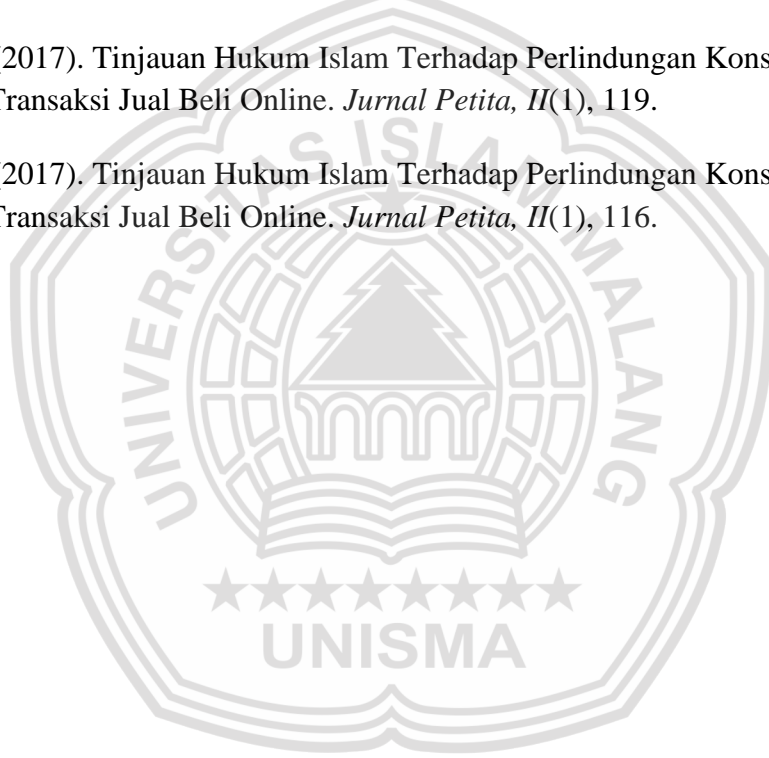 (2017). Tinjauan Hukum Islam Terhadap Perlindungan Kons
Transaksi Jual Beli Online. Jurnal Petita, II(1), 119.
(2017). Tinjauan Hukum Islam Terhadap Perlindungan Kons
Transaksi Jual Beli Online. Jurnal Petita, II(1), 116.
UNIVERSITAS ISLAM MALANG
UNISMA